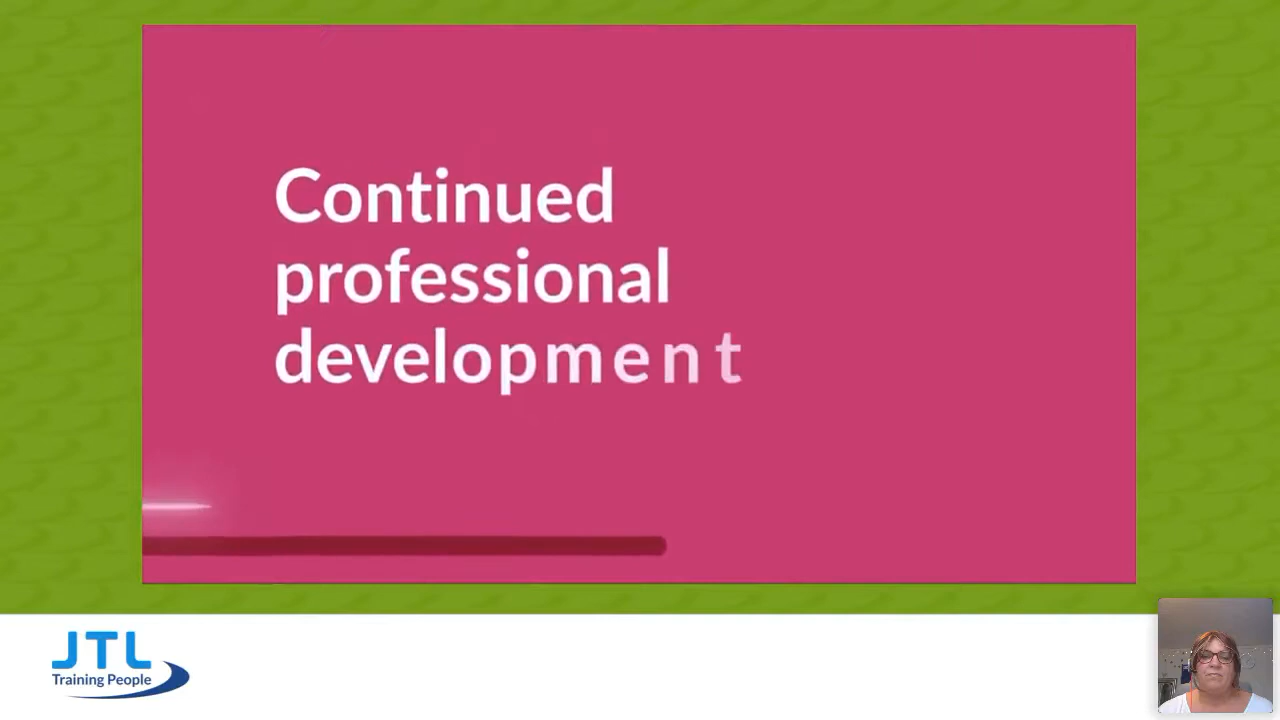 Continued
professional
development
JTL
Training People